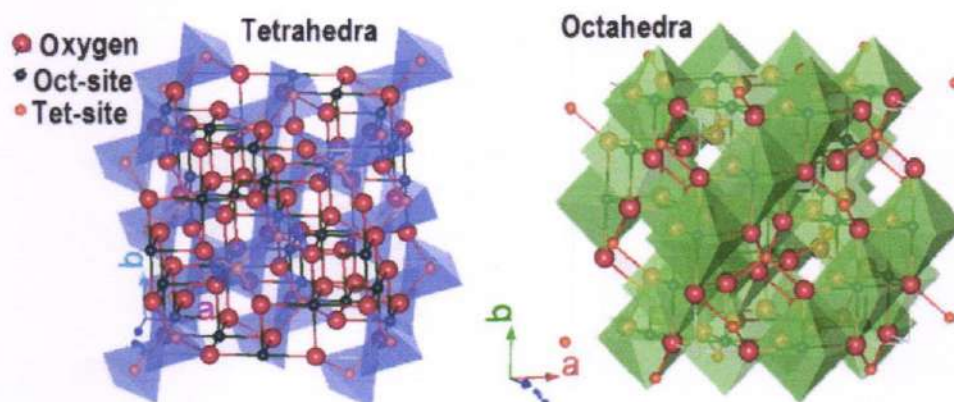 Tetrahedra
Octahedra
Oxygen
Oct-site
Tet-site
b
a
b
a